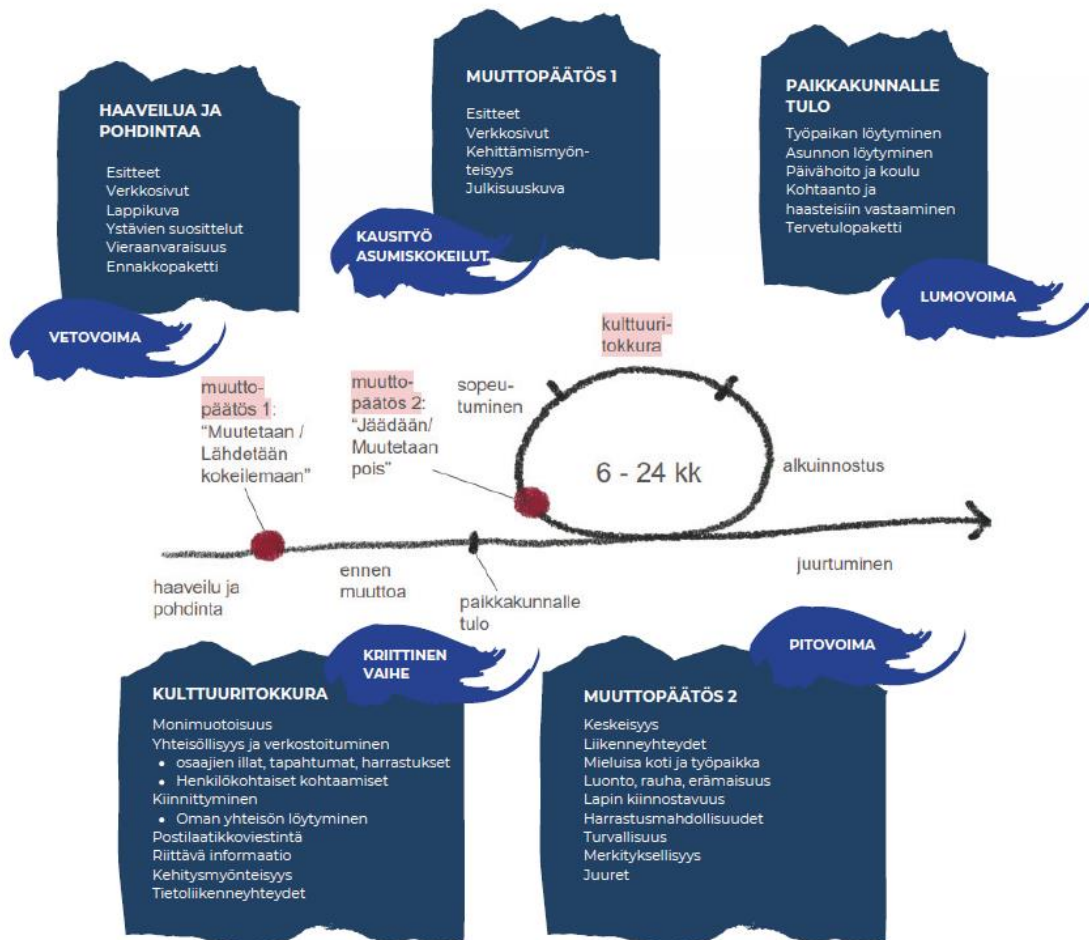 HAAVEILUA JA
POHDINTAA
Esitteet
Verkkosivut
Lappikuva
Ystävien suosittelut
Vieraanvaraisuus
Ennakkopaketti
VETOVOIMA
MUUTTOPÄÄTÖS 1
Esitteet
Verkkosivut
Kehittämismyön-
teisyys
Julkisuuskuva
KAUSITYÖ
ASUMISKOKEILUT
PAIKKAKUNNALLE
TULO
Työpaikan löytyminen
Asunnon löytyminen
Päivähoito ja koulu
Kohtaanto ja
haasteisiin vastaaminen
Tervetulopaketti
LUMOVOIMA
muutto-
päätös 1:
"Muutetaan /
Lähdetään
kokeilemaan"
muutto-
päätös 2:
"Jäädään/
Muutetaan
pois"
sopeu-
tuminen
kulttuuri-
tokkura
6 - 24 kk
alkuinnostus
haaveilu ja
pohdinta
ennen
muuttoa
paikkakunnalle
tulo
juurtuminen
KRIITTINEN
VAIHE
KULTTUURITOKKURA
Monimuotoisuus
Yhteisöllisyys ja verkostoituminen
• osaajien illat, tapahtumat, harrastukset
• Henkilökohtaiset kohtaamiset
Kiinnittyminen
• Oman yhteisön löytyminen
Postilaatikkoviestintä
Riittävä informaatio
Kehitysmyönteisyys
Tietoliikenneyhteydet
PITOVOIMA
MUUTTOPÄÄTÖS 2
Keskeisyys
Liikenneyhteydet
Mieluisa koti ja työpaikka
Luonto, rauha, erämaisuus
Lapin kiinnostavuus
Harrastusmahdollisuudet
Turvallisuus
Merkityksellisyys
Juuret